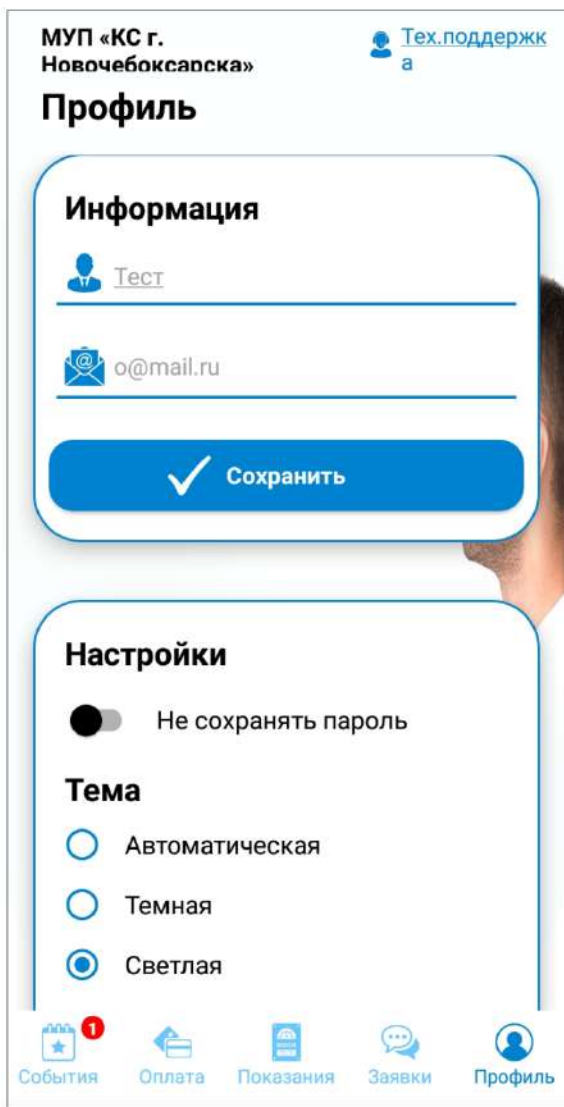 МУП «КС г.
Новочебоксарска»
Тех.поддержк
а
Профиль
Информация
Тест
o@mail.ru
Сохранить
Настройки
Не сохранять пароль
Тема
Автоматическая
Темная
Светлая
1
События
Оплата
Показания
Заявки
Профиль